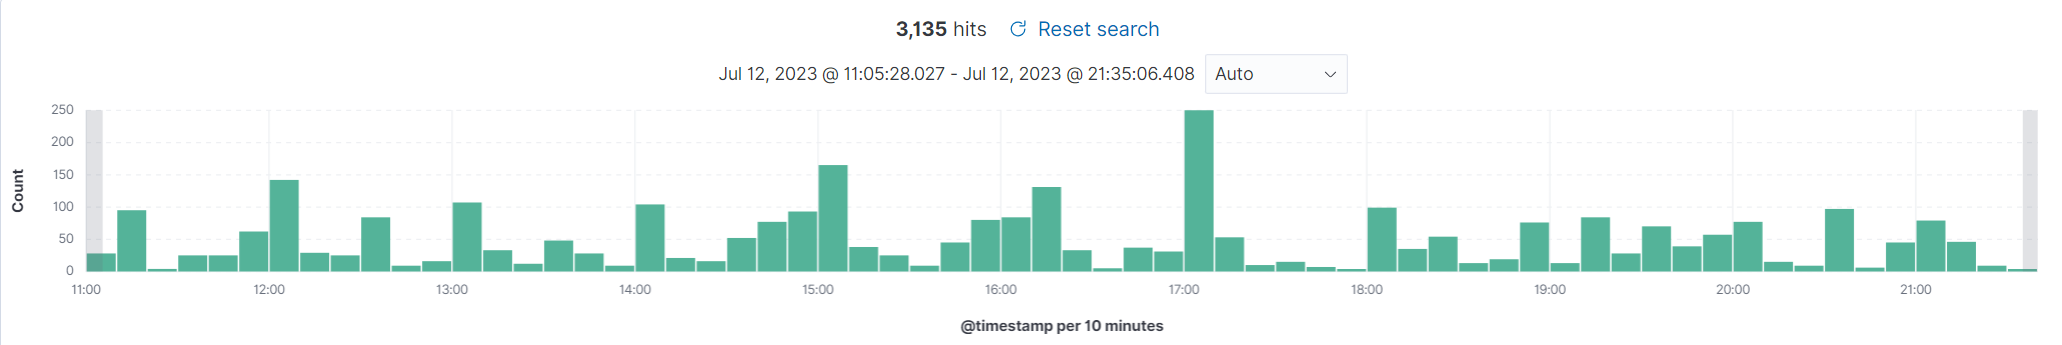 3,135 hits Reset search
Jul 12, 2023 @ 11:05:28.027 - Jul 12, 2023 @ 21:35:06.408 Auto
Count
250
200
150
100
50
0
11:00 12:00 13:00 14:00 15:00 16:00 17:00 18:00 19:00 20:00 21:00
@timestamp per 10 minutes